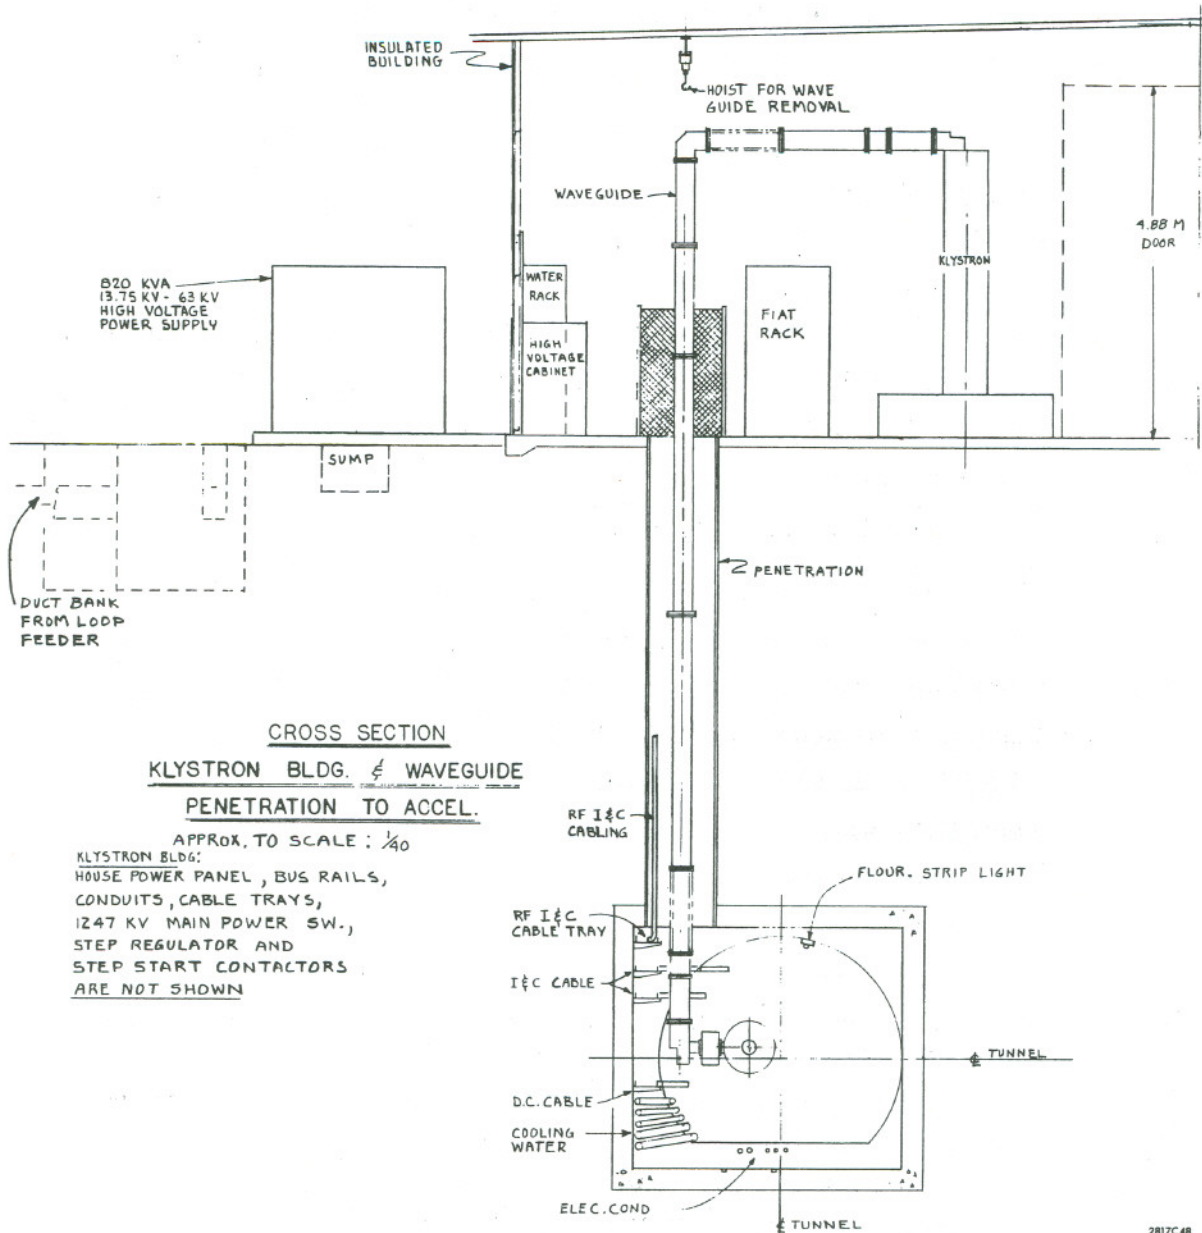 INSULATED
BUILDING
HOIST FOR WAVE
GUIDE REMOVAL
WAVEGUIDE
4.88 M
DOOR
KLYSTRON
820 KVA
13.75 KV - 63 KV
HIGH VOLTAGE
POWER SUPPLY
WATER
RACK
HIGH
VOLTAGE
CABINET
FIAT
RACK
SUMP
PENETRATION
DUCT BANK
FROM LOOP
FEEDER
CROSS SECTION
KLYSTRON BLDG. & WAVEGUIDE
PENETRATION TO ACCEL.
APPROX. TO SCALE : 1/40
KLYSTRON BLDG:
HOUSE POWER PANEL, BUS RAILS,
CONDUITS, CABLE TRAYS,
1247 KV MAIN POWER SW.,
STEP REGULATOR AND
STEP START CONTACTORS
ARE NOT SHOWN
RF I&C
CABLING
FLOUR. STRIP LIGHT
RF I&C
CABLE TRAY
I&C CABLE
℄ TUNNEL
D.C. CABLE
COOLING
WATER
ELEC. COND
℄ TUNNEL
2817C48